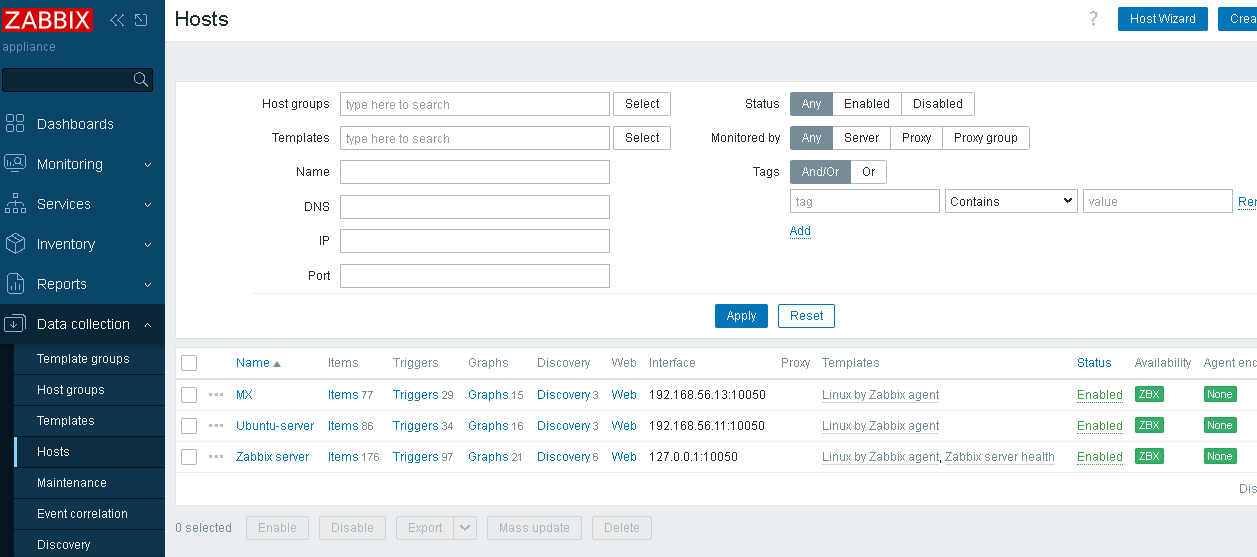 ZABBIX
appliance
Dashboards
Monitoring
Services
Inventory
Reports
Data collection
Template groups
Host groups
Templates
Hosts
Maintenance
Event correlation
Discovery
Hosts
? Host Wizard Crea
Host groups type here to search Select Status Any Enabled Disabled
Templates type here to search Select Monitored by Any Server Proxy Proxy group
Name Tags And/Or Or
DNS tag Contains value Rer
IP Add
Port
Apply Reset
Name Items Triggers Graphs Discovery Web Interface Proxy Templates Status Availability Agent enc
MX Items 77 Triggers 29 Graphs 15 Discovery 3 Web 192.168.56.13:10050 Linux by Zabbix agent Enabled ZBX None
Ubuntu-server Items 86 Triggers 34 Graphs 16 Discovery 3 Web 192.168.56.11:10050 Linux by Zabbix agent Enabled ZBX None
Zabbix server Items 176 Triggers 97 Graphs 21 Discovery 6 Web 127.0.0.1:10050 Linux by Zabbix agent, Zabbix server health Enabled ZBX None
Dis
0 selected Enable Disable Export Mass update Delete